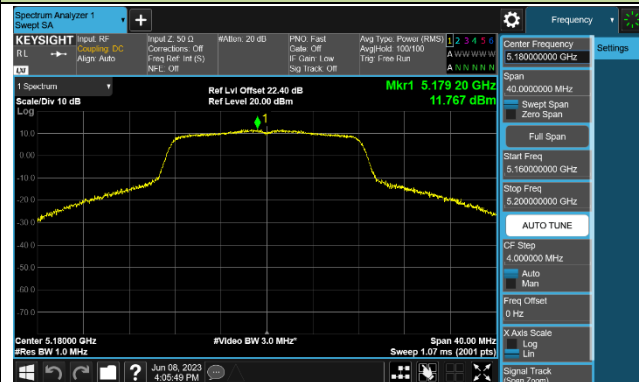 Spectrum Analyzer 1
Swept SA
Frequency
KEYSIGHT
RL
LXI
Input: RF
Coupling: DC
Align: Auto
Input Z: 50 Ω
Corrections: Off
Freq Ref: Int (S)
NFE: Off
#Atten: 20 dB
PNO: Fast
Gate: Off
IF Gain: Low
Sig Track: Off
Avg Type: Power (RMS)
Avg|Hold: 100/100
Trig: Free Run
1 2 3 4 5 6
A W W W W W
A N N N N N
1 Spectrum
Scale/Div 10 dB
Log
Ref Lvl Offset 22.40 dB
Ref Level 20.00 dBm
Mkr1 5.179 20 GHz
11.767 dBm
1
10.0
0.00
-10.0
-20.0
-30.0
-40.0
-50.0
-60.0
-70.0
Center 5.18000 GHz
#Res BW 1.0 MHz
#Video BW 3.0 MHz*
Span 40.00 MHz
Sweep 1.07 ms (2001 pts)
Jun 08, 2023
4:05:49 PM
Center Frequency
5.180000000 GHz
Settings
Span
40.0000000 MHz
Swept Span
Zero Span
Full Span
Start Freq
5.160000000 GHz
Stop Freq
5.200000000 GHz
AUTO TUNE
CF Step
4.000000 MHz
Auto
Man
Freq Offset
0 Hz
X Axis Scale
Log
Lin
Signal Track
(Span Zoom)